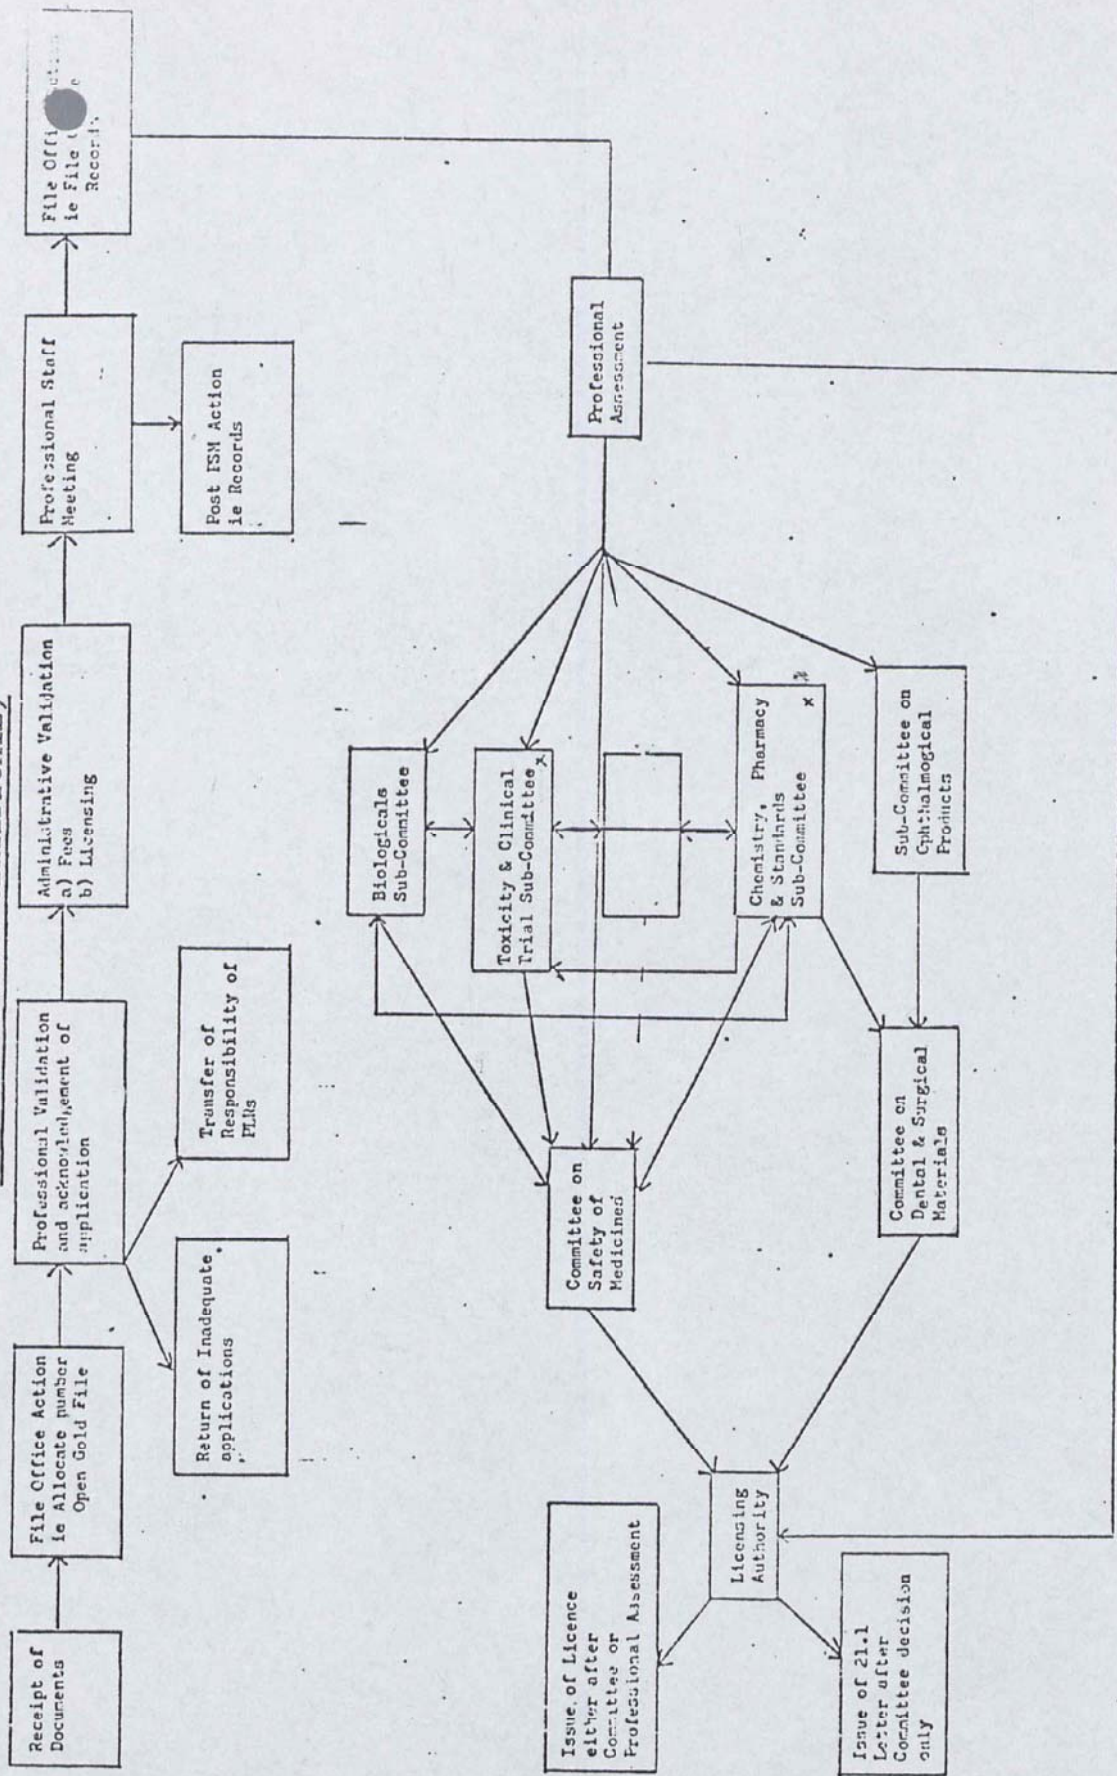 Receipt of
Documents
File Office Action
ie Allocate number
Open Gold File
Professional Validation
and acknowledgement of
application
Administrative Validation
a) Fees
b) Licensing
Professional Staff
Meeting
File Offi
ie File
Records
Return of Inadequate
applications
Transfer of
Responsibility of
PLRs
Post PSM Action
ie Records
Professional
Assessment
Biologicals
Sub-Committee
Toxicity & Clinical
Trial Sub-Committee x
Chemistry, Pharmacy
& Standards
Sub-Committee x
Sub-Committee on
Ophthalmogical
Products
Committee on
Safety of
Medicines
Committee on
Dental & Surgical
Materials
Licensing
Authority
Issue of Licence
either after
Committee or
Professional Assessment
Issue of 21.1
Letter after
Committee decision
only